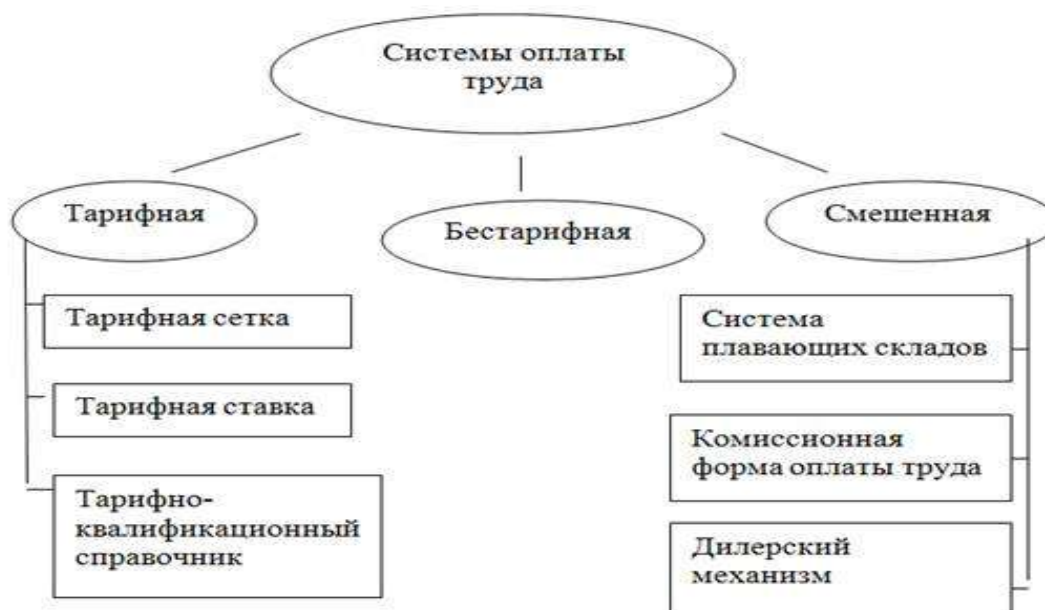 Системы оплаты
труда
Тарифная
Бестарифная
Смешенная
Тарифная сетка
Тарифная ставка
Тарифно-
квалификационный
справочник
Система
плавающих складов
Комиссионная
форма оплаты труда
Дилерский
механизм